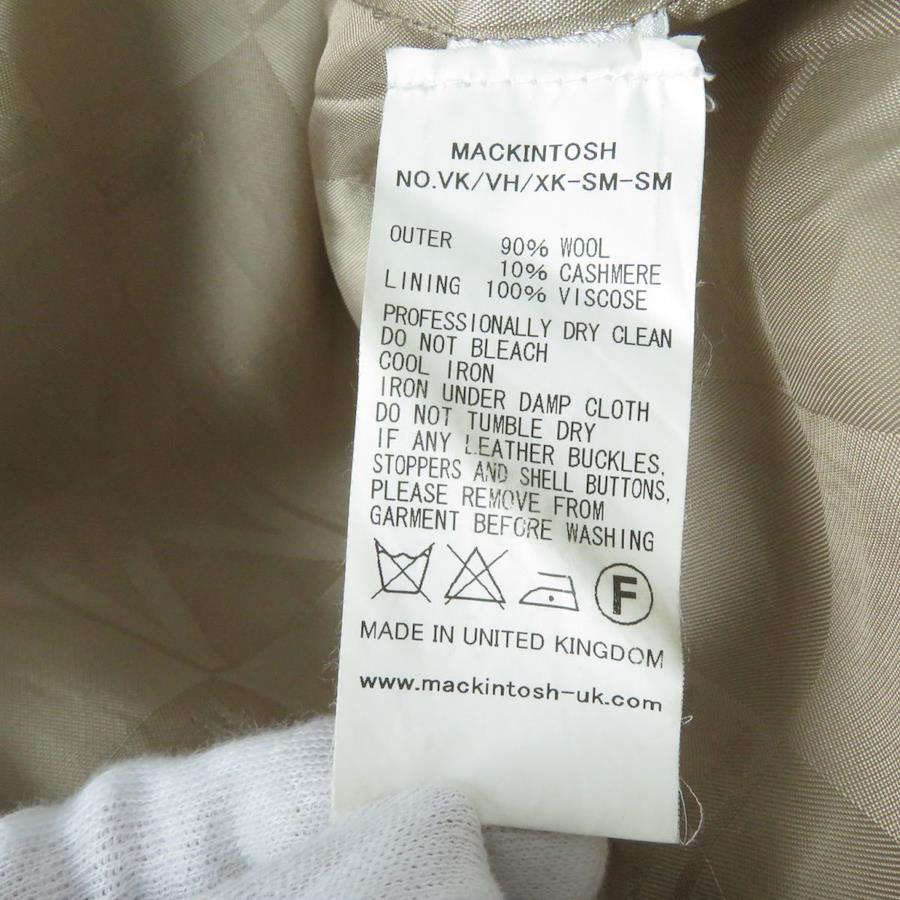 MACKINTOSH
NO.VK/VH/XK-SM-SM
OUTER 90% WOOL
10% CASHMERE
LINING 100% VISCOSE
PROFESSIONALLY DRY CLEAN
DO NOT BLEACH
COOL IRON
IRON UNDER DAMP CLOTH
DO NOT TUMBLE DRY
IF ANY LEATHER BUCKLES,
STOPPERS AND SHELL BUTTONS,
PLEASE REMOVE FROM
GARMENT BEFORE WASHING
F
MADE IN UNITED KINGDOM
www.mackintosh-uk.com